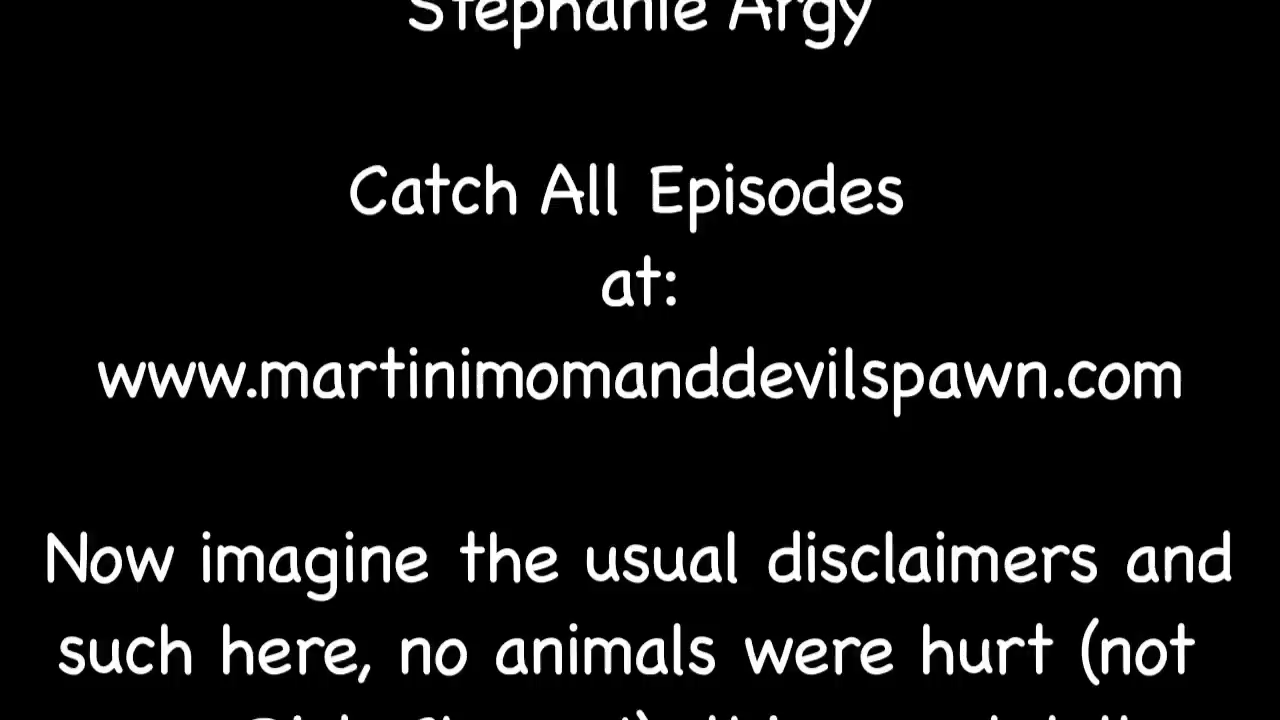 Stephanie Argy
Catch All Episodes
at:
www.martinimomanddevilspawn.com
Now imagine the usual disclaimers and
such here, no animals were hurt (not